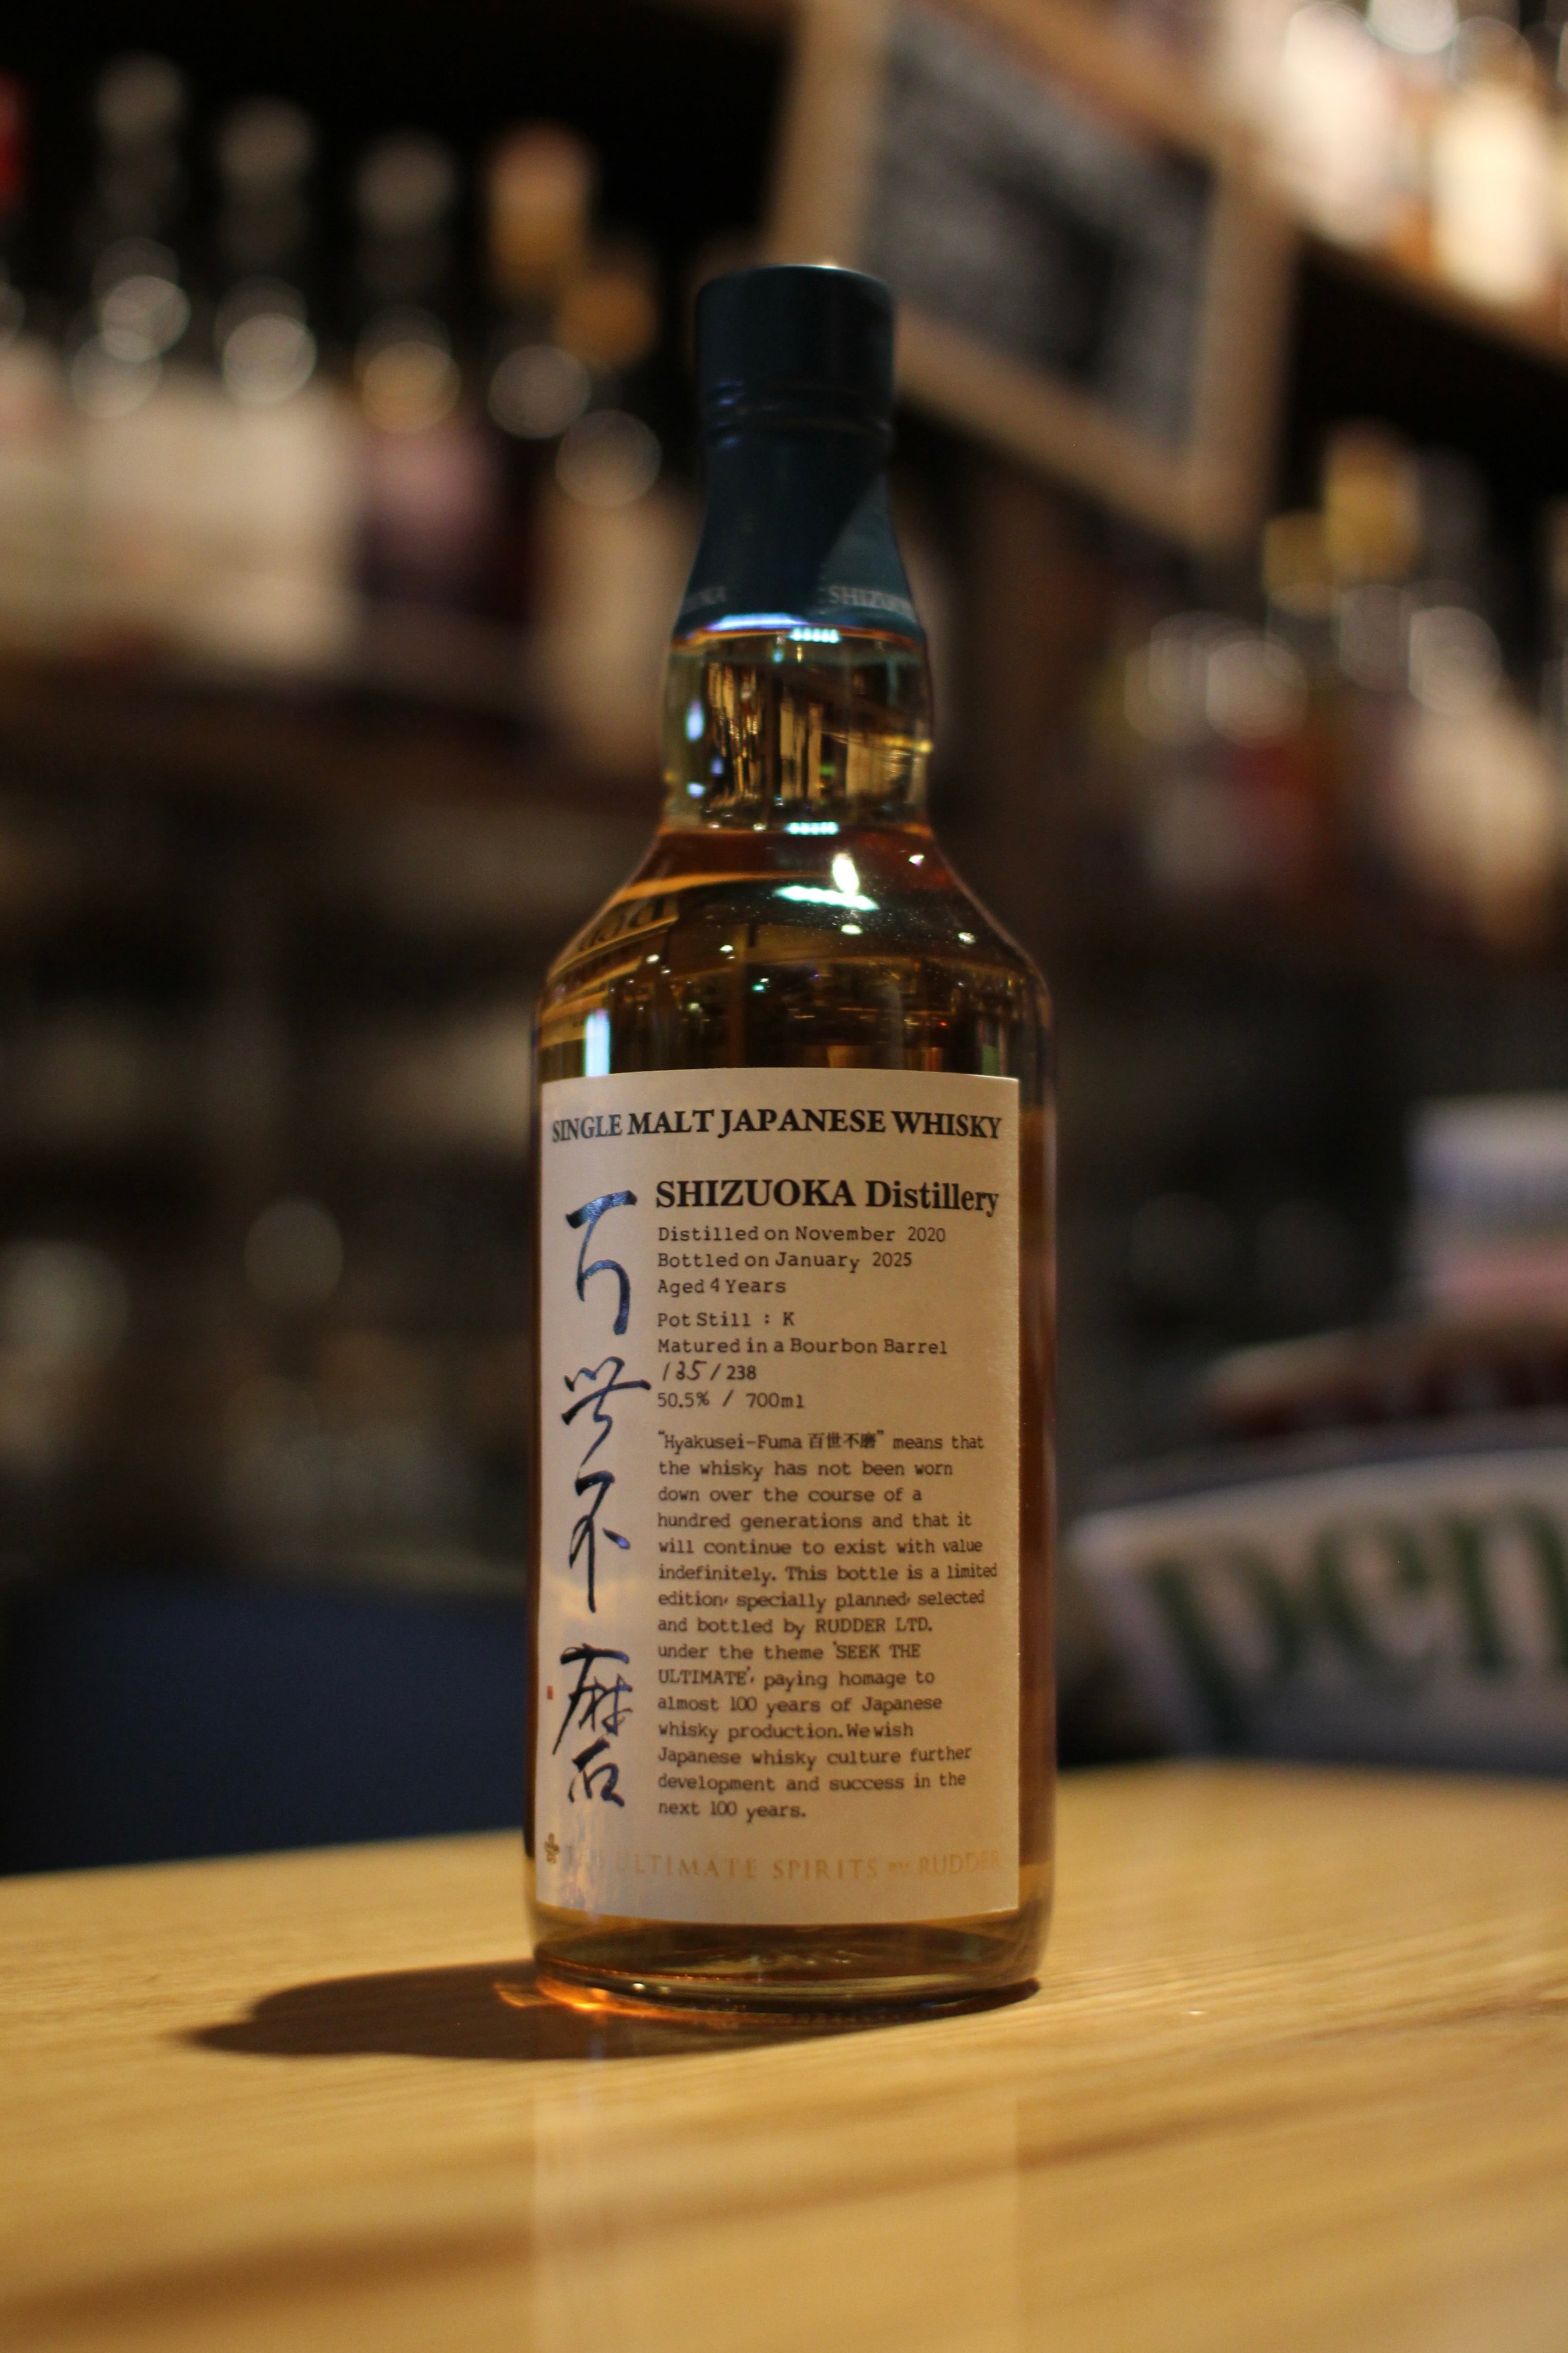 SHIZUOKA
SINGLE MALT JAPANESE WHISKY
百世不磨
SHIZUOKA Distillery
Distilled on November 2020
Bottled on January 2025
Aged 4 Years
Pot Still : K
Matured in a Bourbon Barrel
135/238
50.5% / 700ml
"Hyakusei-Fuma 百世不磨" means that
the whisky has not been worn
down over the course of a
hundred generations and that it
will continue to exist with value
indefinitely. This bottle is a limited
edition, specially planned, selected
and bottled by RUDDER LTD.
under the theme 'SEEK THE
ULTIMATE', paying homage to
almost 100 years of Japanese
whisky production. We wish
Japanese whisky culture further
development and success in the
next 100 years.
THE ULTIMATE SPIRITS BY RUDDER